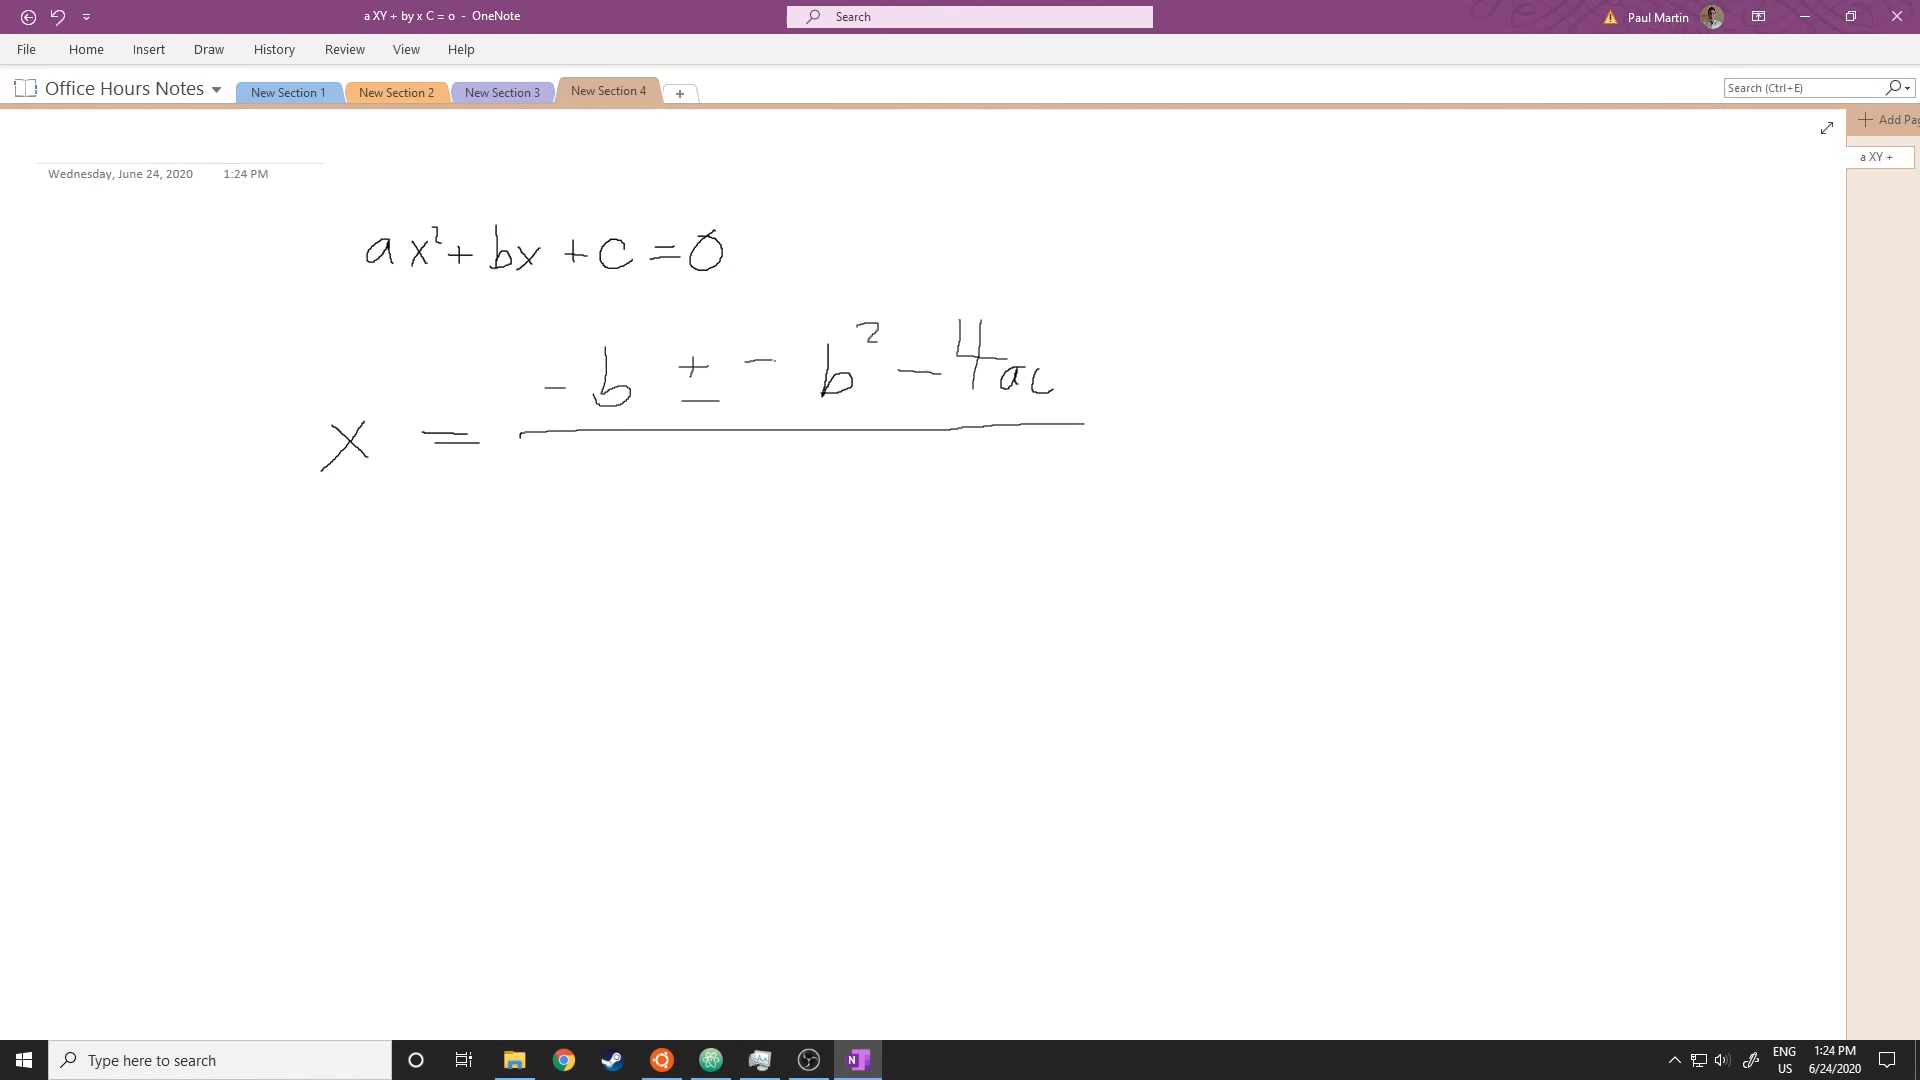 a XY + by x C = o - OneNote
Search
Paul Martin
File Home Insert Draw History Review View Help
Office Hours Notes
New Section 1 New Section 2 New Section 3 New Section 4 +
Search (Ctrl+E)
Add Pag
a XY +
Wednesday, June 24, 2020 1:24 PM
ax² + bx + c = 0
- b ± - b² - 4ac
x =
Type here to search
ENG
US
1:24 PM
6/24/2020